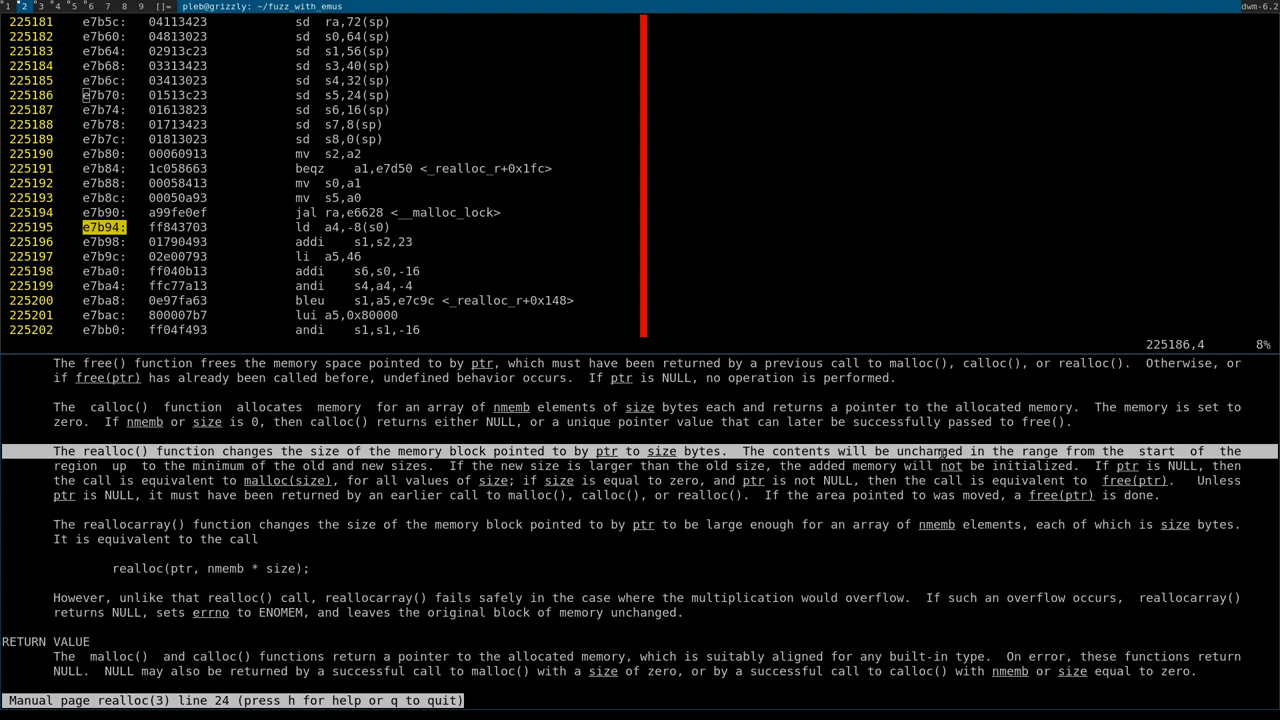 1 2 3 4 5 6 7 8 9 []= pleb@grizzly: ~/fuzz_with_emus dwm-6.2
225181 e7b5c: 04113423 sd ra,72(sp)
225182 e7b60: 04813023 sd s0,64(sp)
225183 e7b64: 02913c23 sd s1,56(sp)
225184 e7b68: 03313423 sd s3,40(sp)
225185 e7b6c: 03413023 sd s4,32(sp)
225186 e7b70: 01513c23 sd s5,24(sp)
225187 e7b74: 01613823 sd s6,16(sp)
225188 e7b78: 01713423 sd s7,8(sp)
225189 e7b7c: 01813023 sd s8,0(sp)
225190 e7b80: 00060913 mv s2,a2
225191 e7b84: 1c058663 beqz a1,e7d50 <_realloc_r+0x1fc>
225192 e7b88: 00058413 mv s0,a1
225193 e7b8c: 00050a93 mv s5,a0
225194 e7b90: a99fe0ef jal ra,e6628 <__malloc_lock>
225195 e7b94: ff843703 ld a4,-8(s0)
225196 e7b98: 01790493 addi s1,s2,23
225197 e7b9c: 02e00793 li a5,46
225198 e7ba0: ff040b13 addi s6,s0,-16
225199 e7ba4: ffc77a13 andi s4,a4,-4
225200 e7ba8: 0e97fa63 bleu s1,a5,e7c9c <_realloc_r+0x148>
225201 e7bac: 800007b7 lui a5,0x80000
225202 e7bb0: ff04f493 andi s1,s1,-16
225186,4 8%
The free() function frees the memory space pointed to by ptr, which must have been returned by a previous call to malloc(), calloc(), or realloc(). Otherwise, or
if free(ptr) has already been called before, undefined behavior occurs. If ptr is NULL, no operation is performed.
The calloc() function allocates memory for an array of nmemb elements of size bytes each and returns a pointer to the allocated memory. The memory is set to
zero. If nmemb or size is 0, then calloc() returns either NULL, or a unique pointer value that can later be successfully passed to free().
The realloc() function changes the size of the memory block pointed to by ptr to size bytes. The contents will be unchanged in the range from the start of the
region up to the minimum of the old and new sizes. If the new size is larger than the old size, the added memory will not be initialized. If ptr is NULL, then
the call is equivalent to malloc(size), for all values of size; if size is equal to zero, and ptr is not NULL, then the call is equivalent to free(ptr). Unless
ptr is NULL, it must have been returned by an earlier call to malloc(), calloc(), or realloc(). If the area pointed to was moved, a free(ptr) is done.
The reallocarray() function changes the size of the memory block pointed to by ptr to be large enough for an array of nmemb elements, each of which is size bytes.
It is equivalent to the call
realloc(ptr, nmemb * size);
However, unlike that realloc() call, reallocarray() fails safely in the case where the multiplication would overflow. If such an overflow occurs, reallocarray()
returns NULL, sets errno to ENOMEM, and leaves the original block of memory unchanged.
RETURN VALUE
The malloc() and calloc() functions return a pointer to the allocated memory, which is suitably aligned for any built-in type. On error, these functions return
NULL. NULL may also be returned by a successful call to malloc() with a size of zero, or by a successful call to calloc() with nmemb or size equal to zero.
Manual page realloc(3) line 24 (press h for help or q to quit)